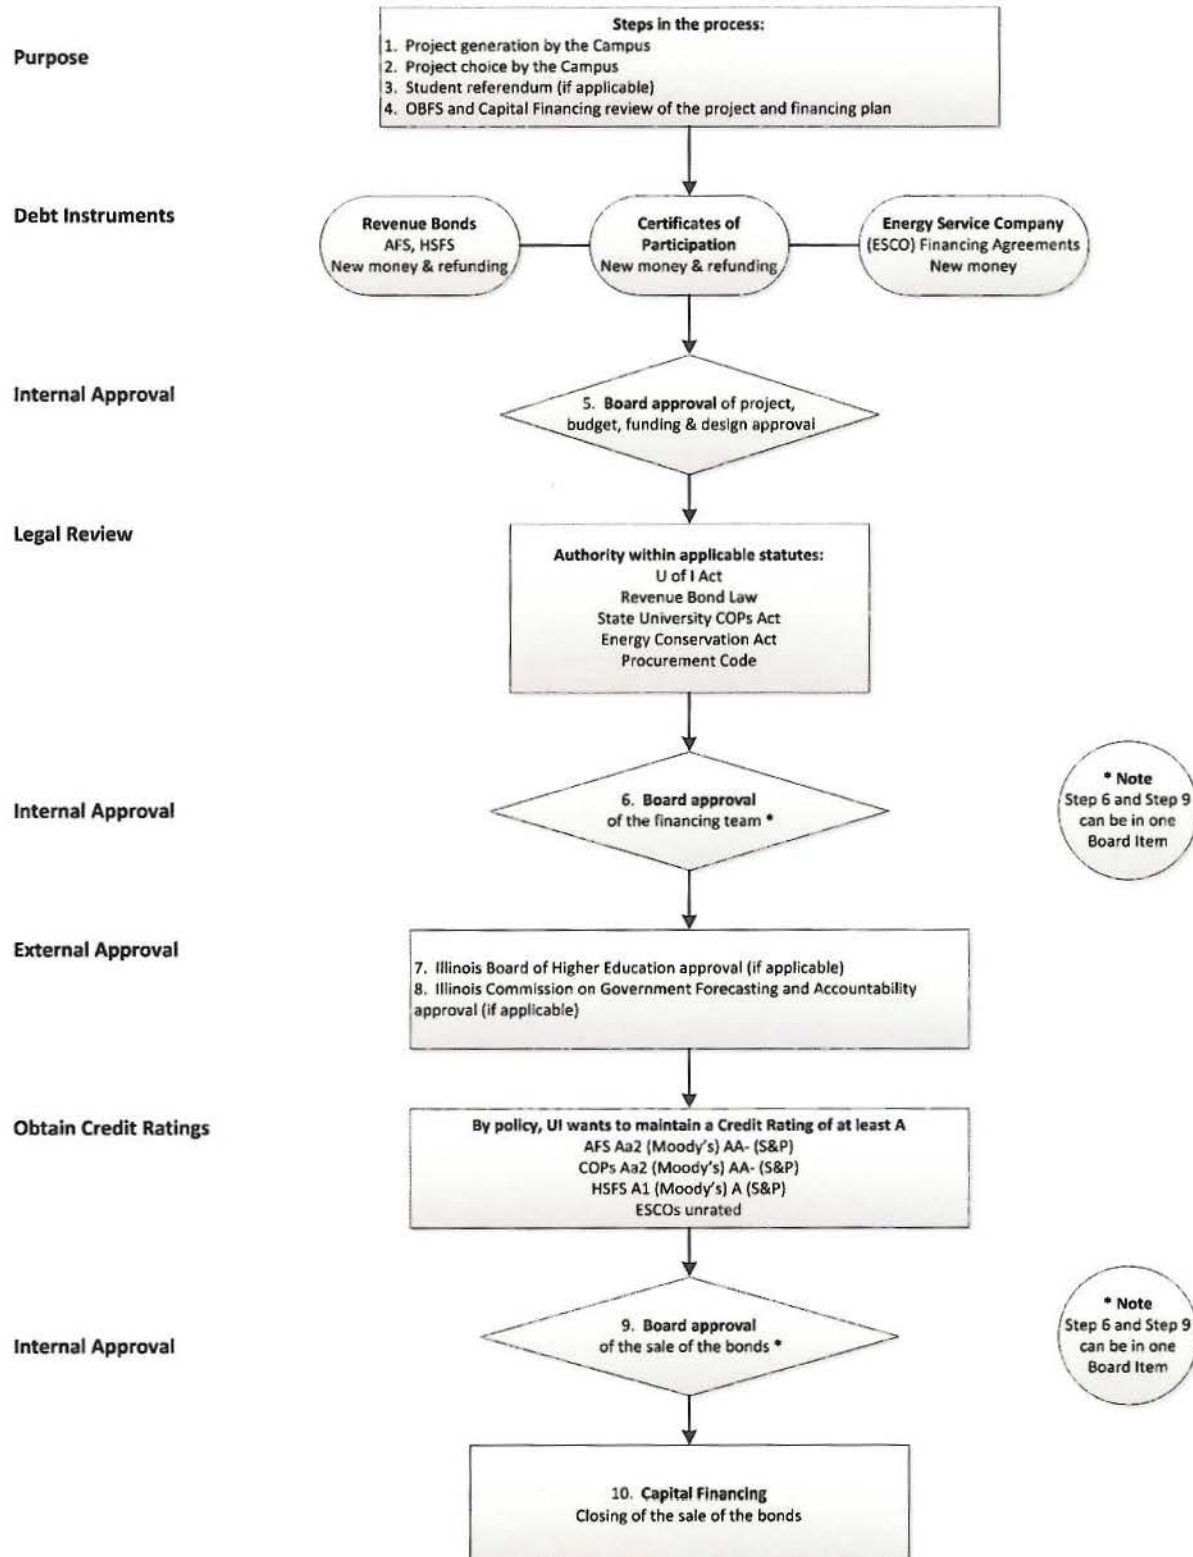 Purpose
Steps in the process:
1. Project generation by the Campus
2. Project choice by the Campus
3. Student referendum (if applicable)
4. OBFS and Capital Financing review of the project and financing plan
Debt Instruments
Revenue Bonds
AFS, HSFS
New money & refunding
Certificates of
Participation
New money & refunding
Energy Service Company
(ESCO) Financing Agreements
New money
Internal Approval
5. Board approval of project,
budget, funding & design approval
Legal Review
Authority within applicable statutes:
U of I Act
Revenue Bond Law
State University COPs Act
Energy Conservation Act
Procurement Code
Internal Approval
6. Board approval
of the financing team *
* Note
Step 6 and Step 9
can be in one
Board Item
External Approval
7. Illinois Board of Higher Education approval (if applicable)
8. Illinois Commission on Government Forecasting and Accountability
approval (if applicable)
Obtain Credit Ratings
By policy, UI wants to maintain a Credit Rating of at least A
AFS Aa2 (Moody's) AA- (S&P)
COPs Aa2 (Moody's) AA- (S&P)
HSFS A1 (Moody's) A (S&P)
ESCOs unrated
Internal Approval
9. Board approval
of the sale of the bonds *
* Note
Step 6 and Step 9
can be in one
Board Item
10. Capital Financing
Closing of the sale of the bonds